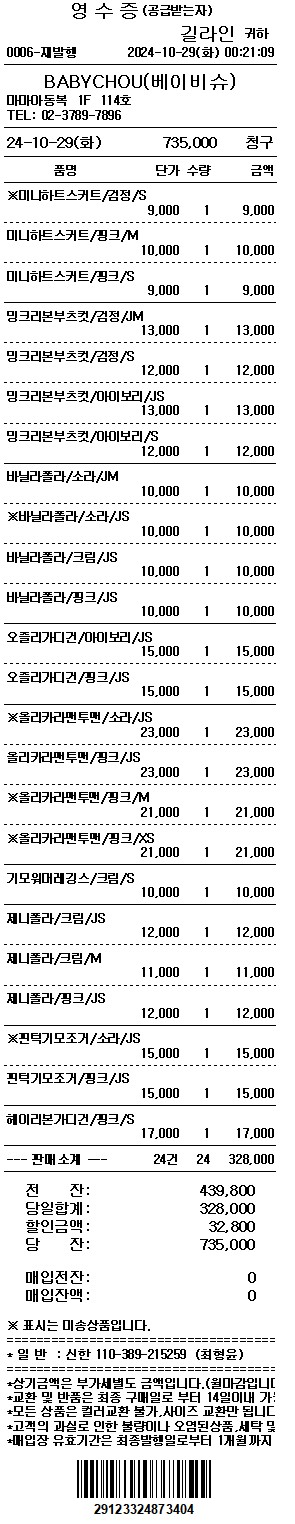 영 수 증 (공급받는자)
길라인 귀하
0006-재발행 2024-10-29(화) 00:21:09
BABYCHOU(베이비슈)
마마아동복 1F 114호
TEL: 02-3789-7896
24-10-29(화) 735,000 청구
품명 단가 수량 금액
※미니하트스커트/검정/S
9,000 1 9,000
미니하트스커트/핑크/M
10,000 1 10,000
미니하트스커트/핑크/S
9,000 1 9,000
밍크리본부츠컷/검정/JM
13,000 1 13,000
밍크리본부츠컷/검정/S
12,000 1 12,000
밍크리본부츠컷/아이보리/JS
13,000 1 13,000
밍크리본부츠컷/아이보리/S
12,000 1 12,000
바닐라폴라/소라/JM
10,000 1 10,000
※바닐라폴라/소라/JS
10,000 1 10,000
바닐라폴라/크림/JS
10,000 1 10,000
바닐라폴라/핑크/JS
10,000 1 10,000
오즐리가디건/아이보리/JS
15,000 1 15,000
오즐리가디건/핑크/JS
15,000 1 15,000
※올리카라맨투맨/소라/JS
23,000 1 23,000
올리카라맨투맨/핑크/JS
23,000 1 23,000
※올리카라맨투맨/핑크/M
21,000 1 21,000
※올리카라맨투맨/핑크/XS
21,000 1 21,000
기모워머레깅스/크림/S
10,000 1 10,000
제니폴라/크림/JS
12,000 1 12,000
제니폴라/크림/M
11,000 1 11,000
제니폴라/핑크/JS
12,000 1 12,000
※핀턱기모조거/소라/JS
15,000 1 15,000
핀턱기모조거/핑크/JS
15,000 1 15,000
헤이리본가디건/핑크/S
17,000 1 17,000
--- 판매소계 --- 24건 24 328,000
전 잔: 439,800
당일합계: 328,000
할인금액: 32,800
당 잔: 735,000
매입전잔: 0
매입잔액: 0
※ 표시는 미송상품입니다.
* 일 반 : 신한 110-389-215259 (최형윤)
*상기금액은 부가세별도 금액입니다.(월마감입니
*교환 및 반품은 최종 구매일로 부터 14일이내 가
*모든 상품은 컬러교환 불가,사이즈 교환만 됩니다
*고객의 과실로 인한 불량이나 오염된상품,세탁 및
*매입장 유효기간은 최종발행일로부터 1개월까지
29123324873404